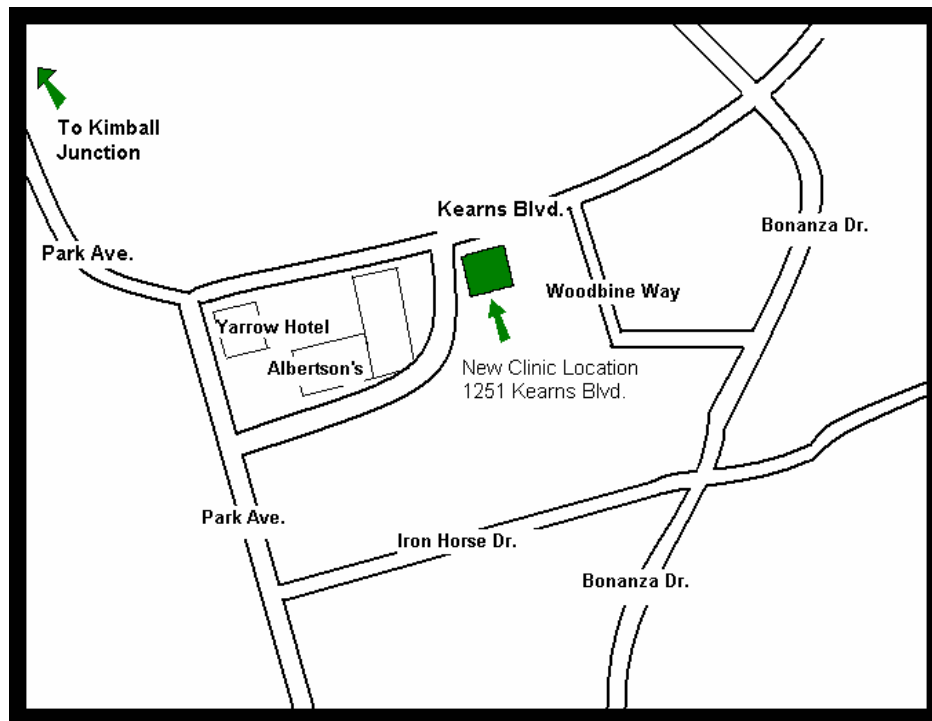 To Kimball
Junction
Kearns Blvd.
Bonanza Dr.
Park Ave.
Woodbine Way
Yarrow Hotel
Albertson's
New Clinic Location
1251 Kearns Blvd.
Park Ave.
Iron Horse Dr.
Bonanza Dr.